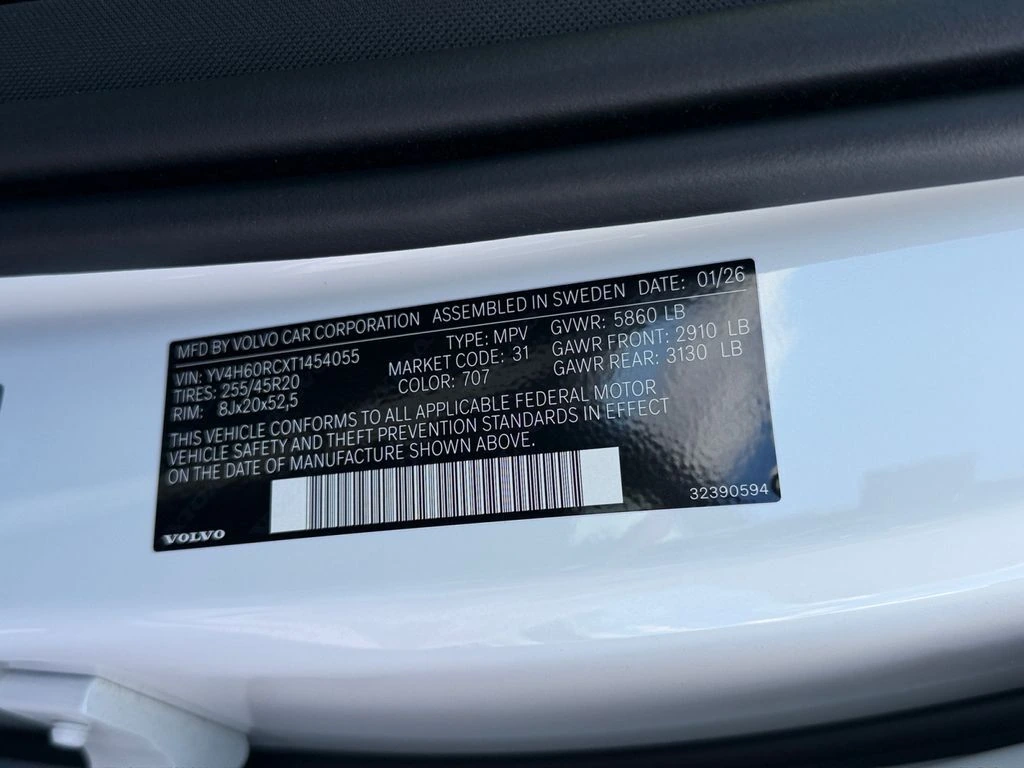 MFD BY VOLVO CAR CORPORATION ASSEMBLED IN SWEDEN DATE: 01/26
VIN: YV4H60RCXT1454055 TYPE: MPV GVWR: 5860 LB
TIRES: 255/45R20 MARKET CODE: 31 GAWR FRONT: 2910 LB
RIM: 8Jx20x52,5 COLOR: 707 GAWR REAR: 3130 LB
THIS VEHICLE CONFORMS TO ALL APPLICABLE FEDERAL MOTOR
VEHICLE SAFETY AND THEFT PREVENTION STANDARDS IN EFFECT
ON THE DATE OF MANUFACTURE SHOWN ABOVE.
VOLVO 32390594